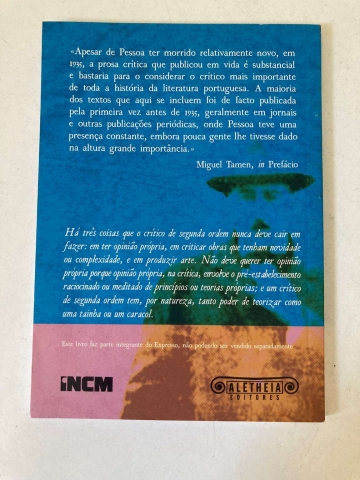 «Apesar de Pessoa ter morrido relativamente novo, em
1935, a prosa crítica que publicou em vida é substancial
e bastaria para o considerar o crítico mais importante
de toda a história da literatura portuguesa. A maioria
dos textos que aqui se incluem foi de facto publicada
pela primeira vez antes de 1935, geralmente em jornais
e outras publicações periódicas, onde Pessoa teve uma
presença constante, embora pouca gente lhe tivesse dado
na altura grande importância.»
Miguel Tamen, in Prefácio
Há três coisas que o crítico de segunda ordem nunca deve cair em
fazer: em ter opinião própria, em criticar obras que tenham novidade
ou complexidade, e em produzir arte. Não deve querer ter opinião
própria porque opinião própria, na crítica, envolve o pré-estabelecimento
raciocinado ou meditado de princípios ou teorias próprias; e um crítico
de segunda ordem tem, por natureza, tanto poder de teorizar como
uma tainha ou um caracol.
Este livro faz parte integrante do Expresso, não podendo ser vendido separadamente
INCM
ALETHEIA
EDITORES